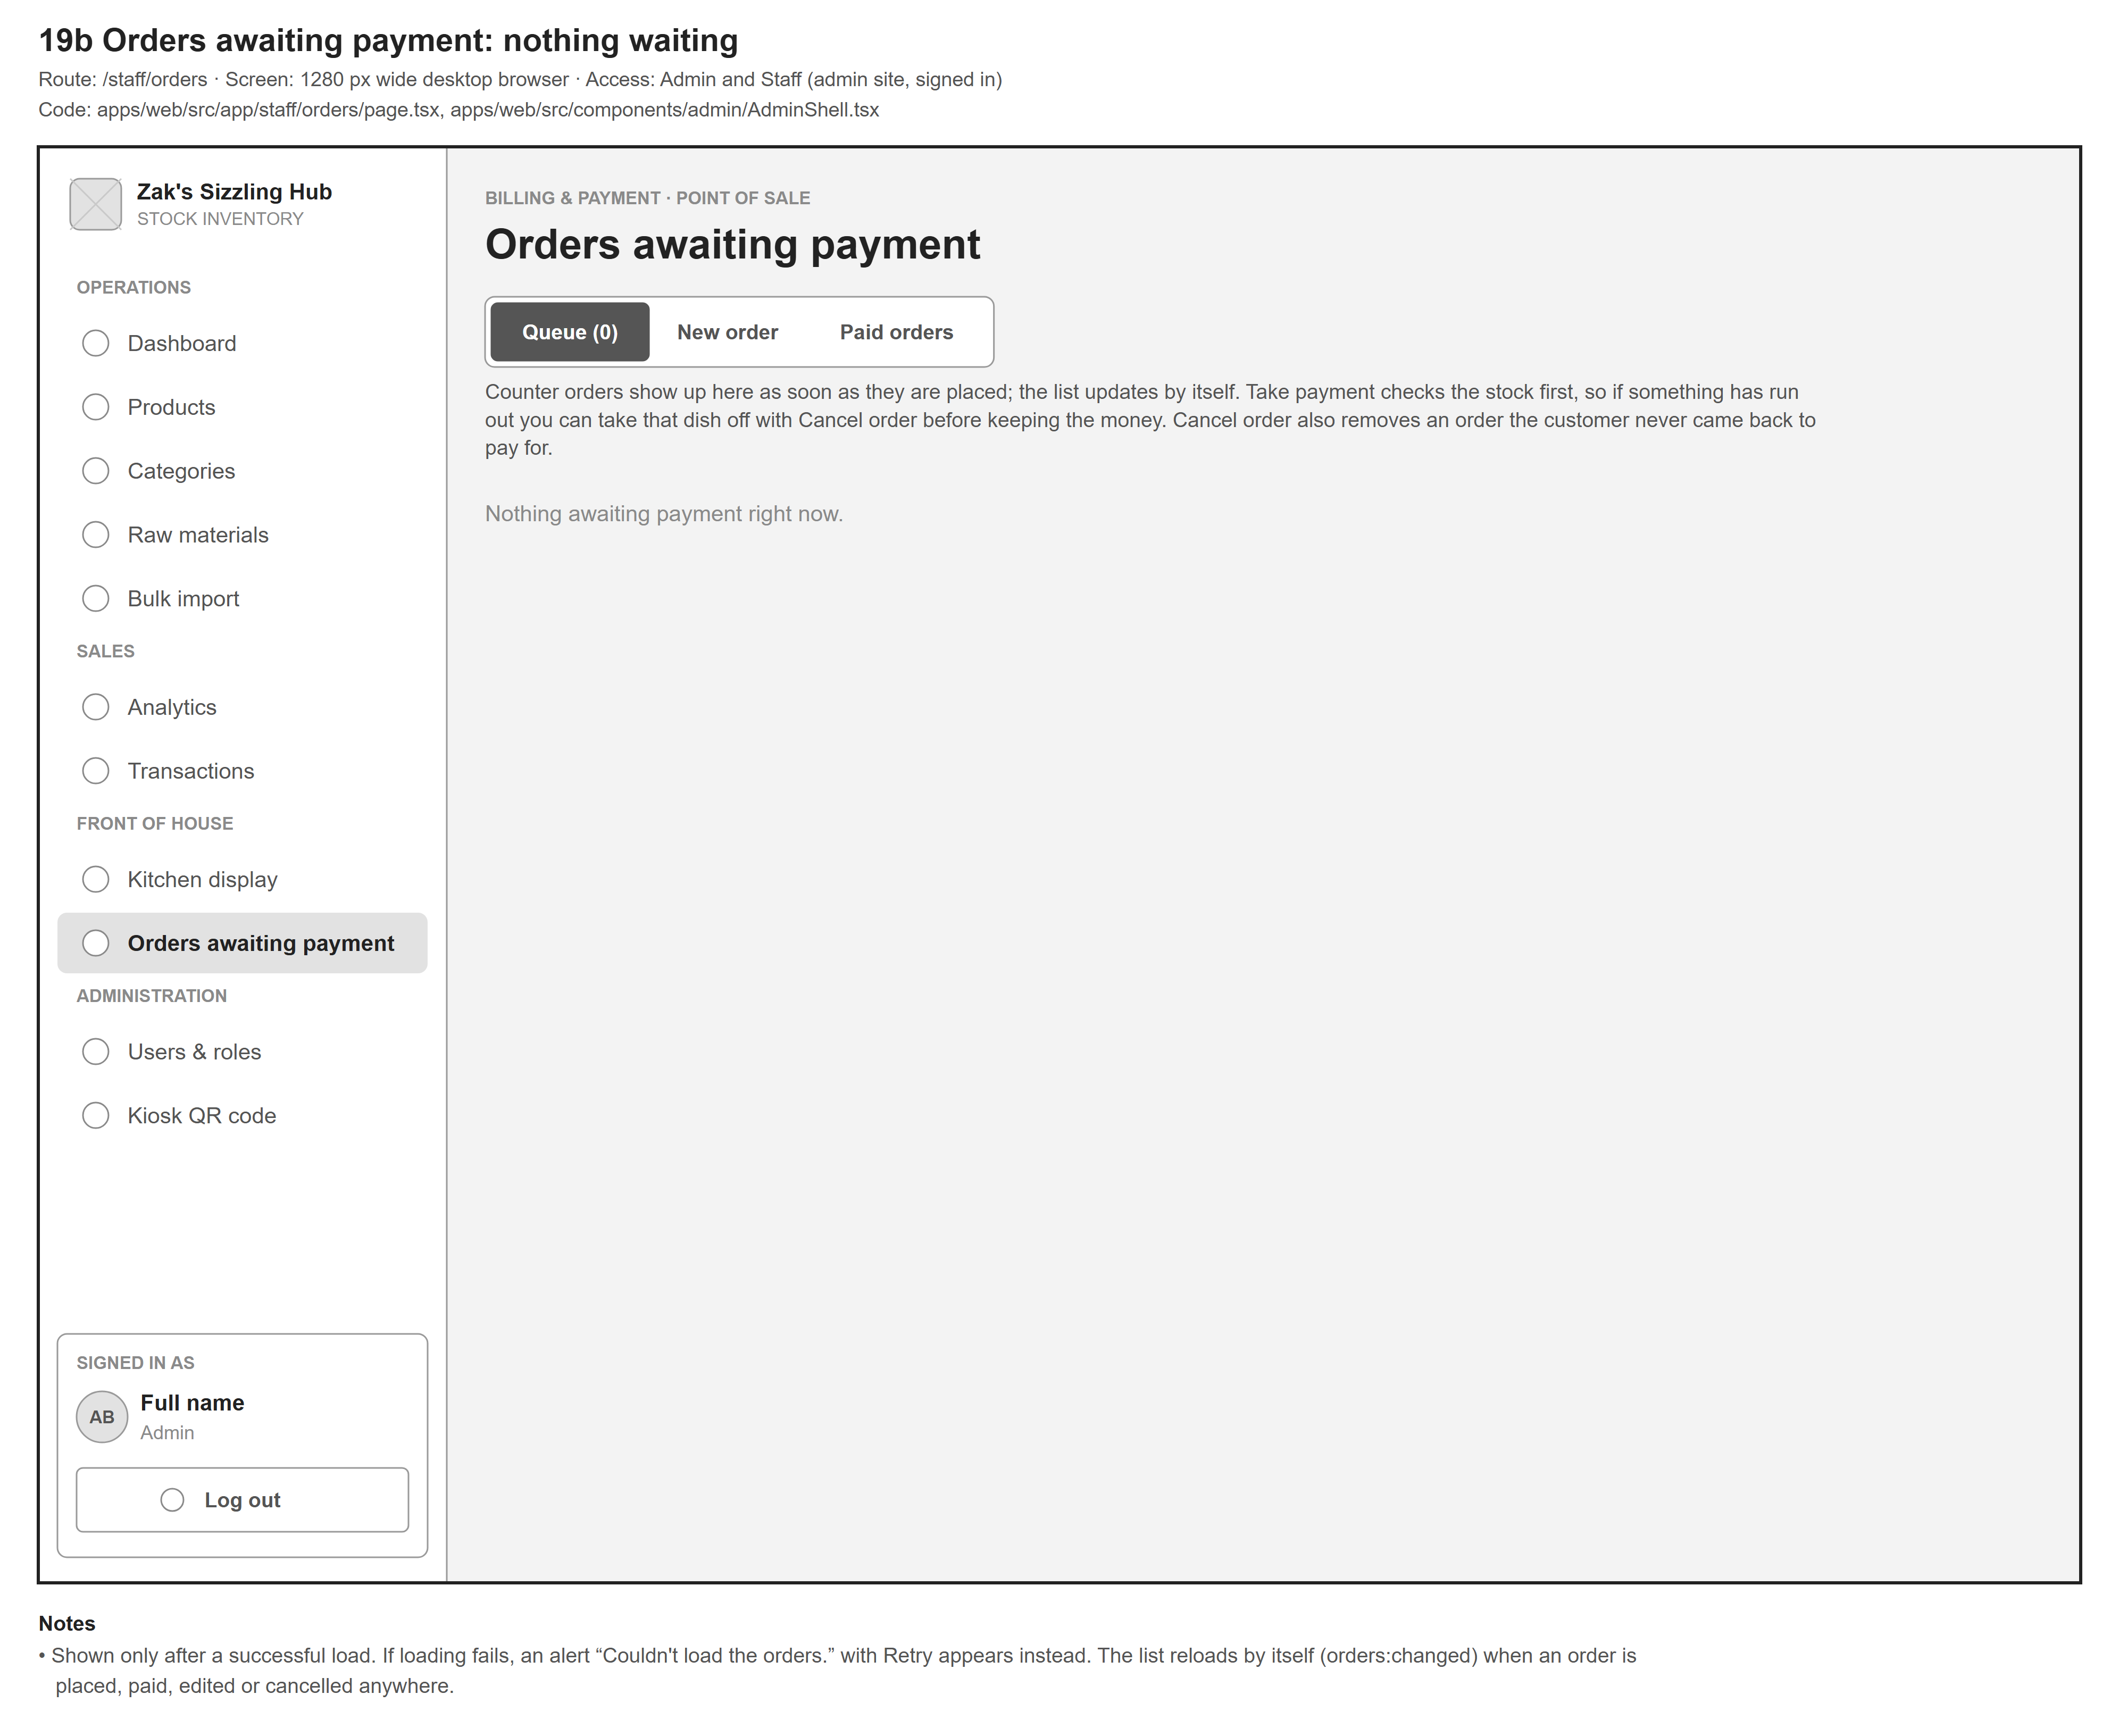 19b Orders awaiting payment: nothing waiting
Route: /staff/orders · Screen: 1280 px wide desktop browser · Access: Admin and Staff (admin site, signed in)
Code: apps/web/src/app/staff/orders/page.tsx, apps/web/src/components/admin/AdminShell.tsx
Zak's Sizzling Hub
STOCK INVENTORY
OPERATIONS
Dashboard
Products
Categories
Raw materials
Bulk import
SALES
Analytics
Transactions
FRONT OF HOUSE
Kitchen display
Orders awaiting payment
ADMINISTRATION
Users & roles
Kiosk QR code
SIGNED IN AS
AB
Full name
Admin
Log out
BILLING & PAYMENT · POINT OF SALE
Orders awaiting payment
Queue (0) New order Paid orders
Counter orders show up here as soon as they are placed; the list updates by itself. Take payment checks the stock first, so if something has run
out you can take that dish off with Cancel order before keeping the money. Cancel order also removes an order the customer never came back to
pay for.
Nothing awaiting payment right now.
Notes
• Shown only after a successful load. If loading fails, an alert “Couldn't load the orders.” with Retry appears instead. The list reloads by itself (orders:changed) when an order is
placed, paid, edited or cancelled anywhere.